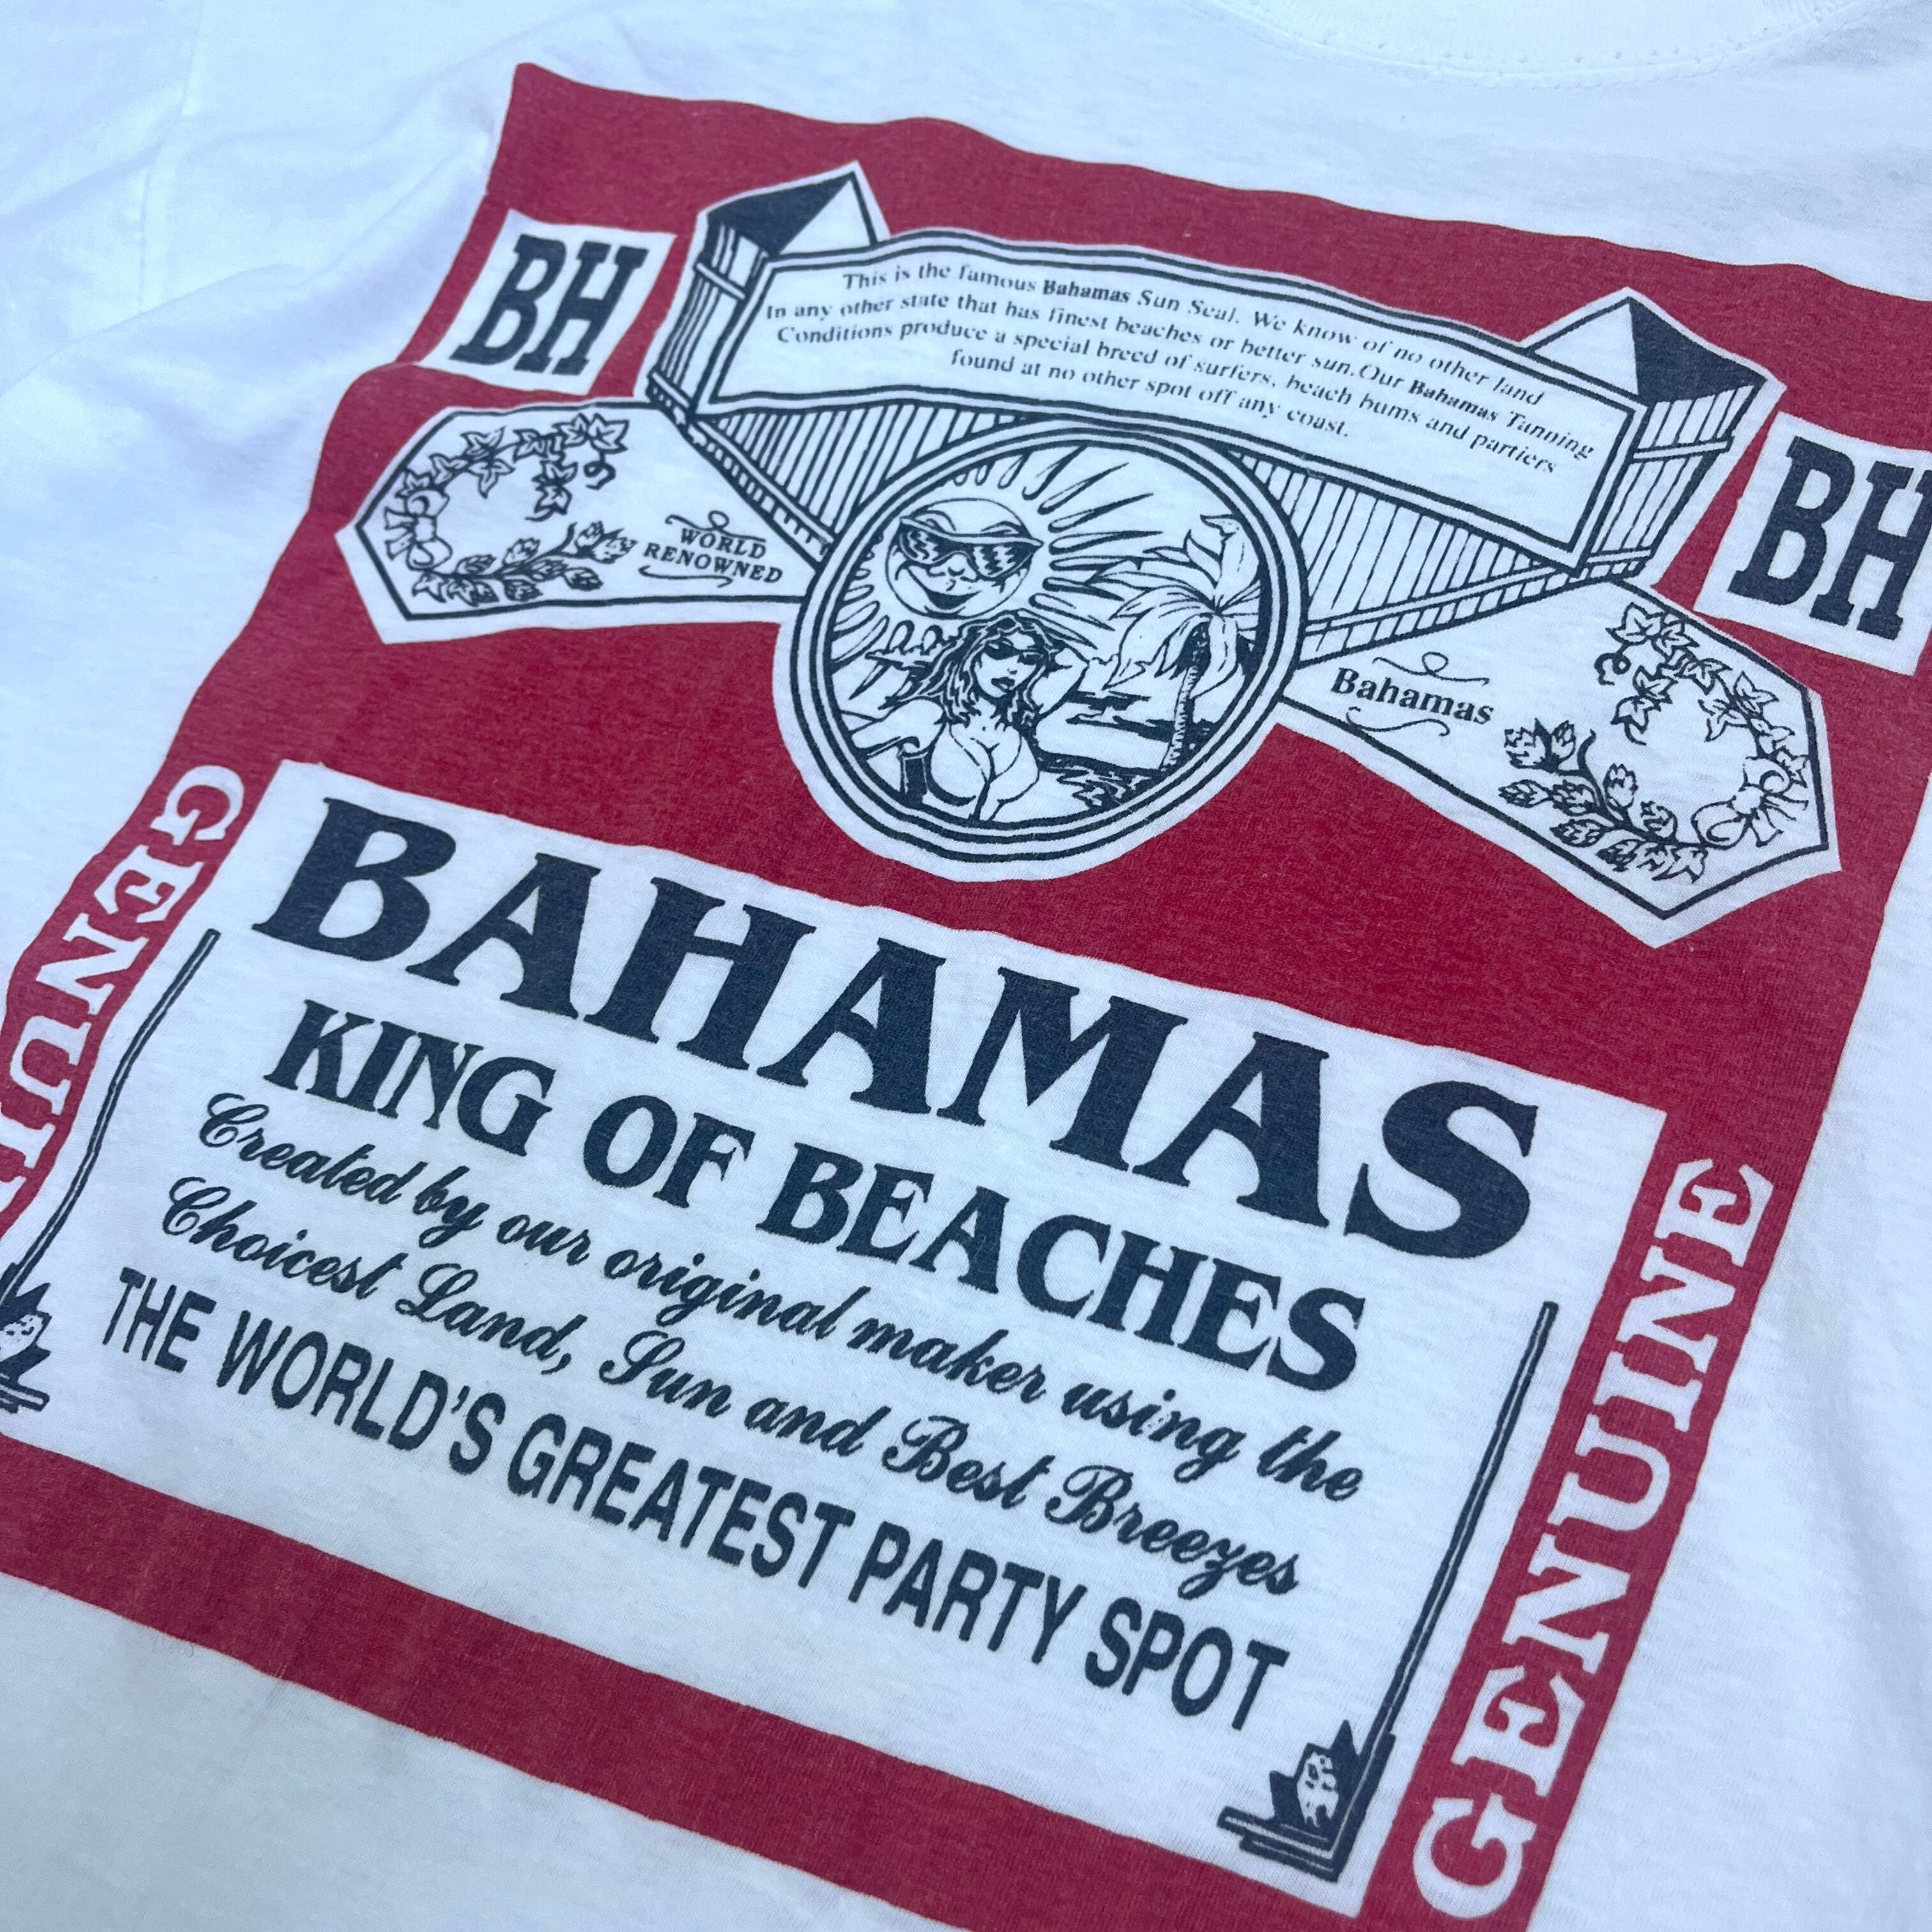 BH
This is the famous Bahamas Sun Seal. We know of no other land
In any other state that has finest beaches or better sun.Our Bahamas Tanning
Conditions produce a special breed of surfers, beach bums and partiers
found at no other spot off any coast.
BH
WORLD
RENOWNED
Bahamas
GENUI
BAHAMAS
KING OF BEACHES
Created by our original maker using the
Choicest Land, Sun and Best Breezes
THE WORLD'S GREATEST PARTY SPOT
GENUINE